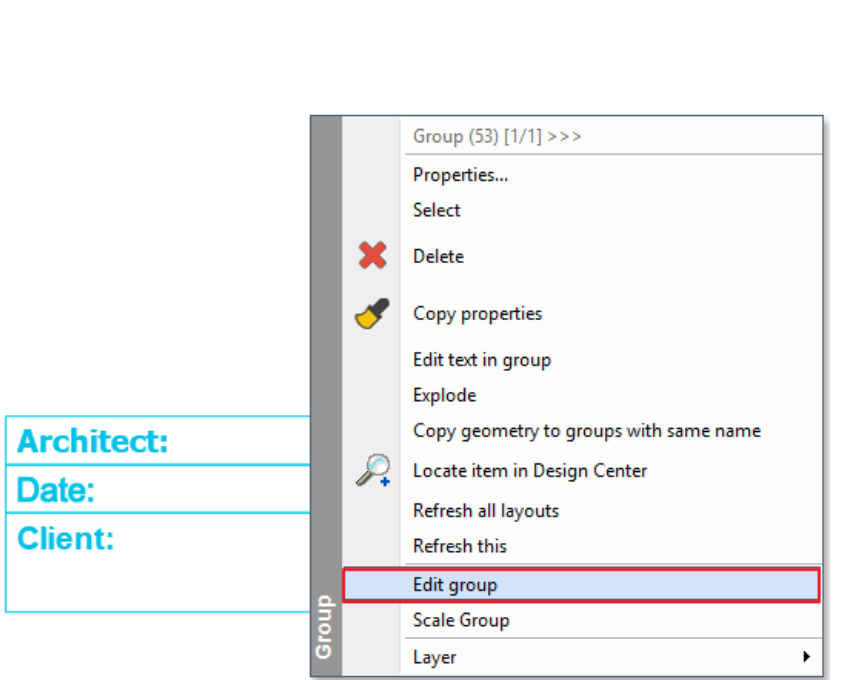 Group (53) [1/1] >>>
Properties...
Select
Delete
Copy properties
Edit text in group
Explode
Copy geometry to groups with same name
Locate item in Design Center
Refresh all layouts
Refresh this
Edit group
Scale Group
Layer
Group
Architect:
Date:
Client: